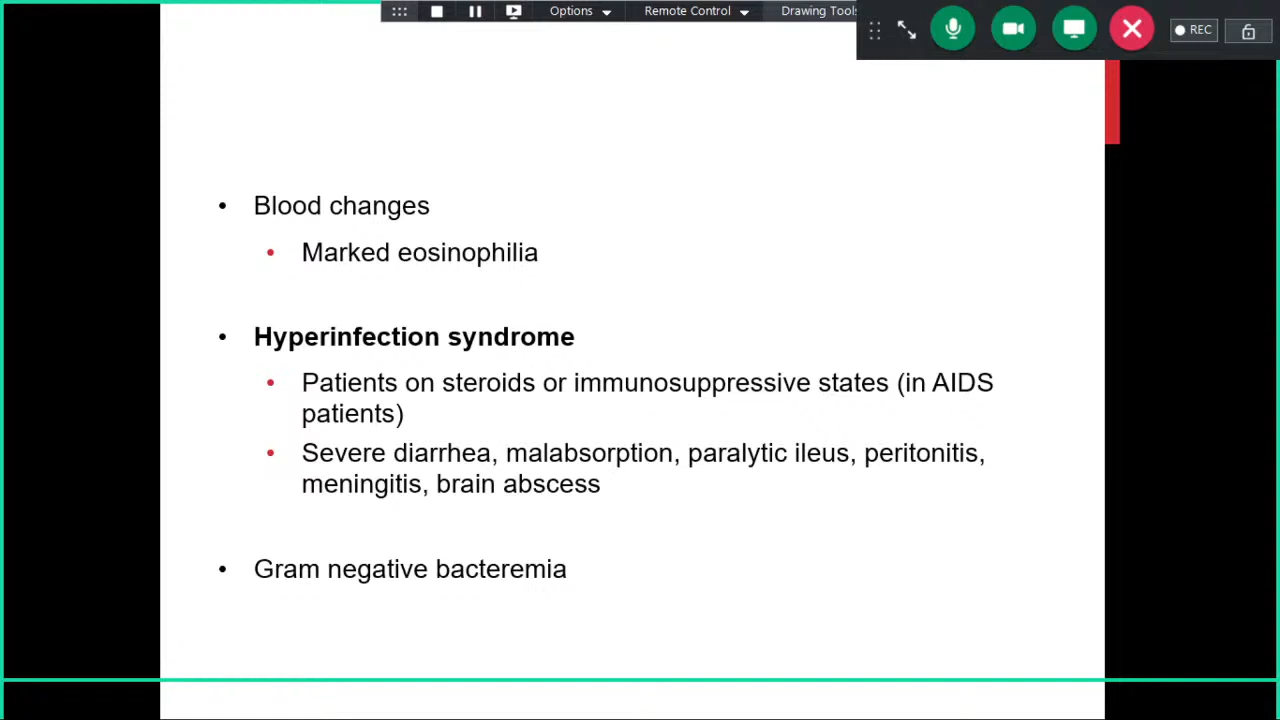 Options Remote Control Drawing Tools
REC
• Blood changes
• Marked eosinophilia
• Hyperinfection syndrome
• Patients on steroids or immunosuppressive states (in AIDS
patients)
• Severe diarrhea, malabsorption, paralytic ileus, peritonitis,
meningitis, brain abscess
• Gram negative bacteremia